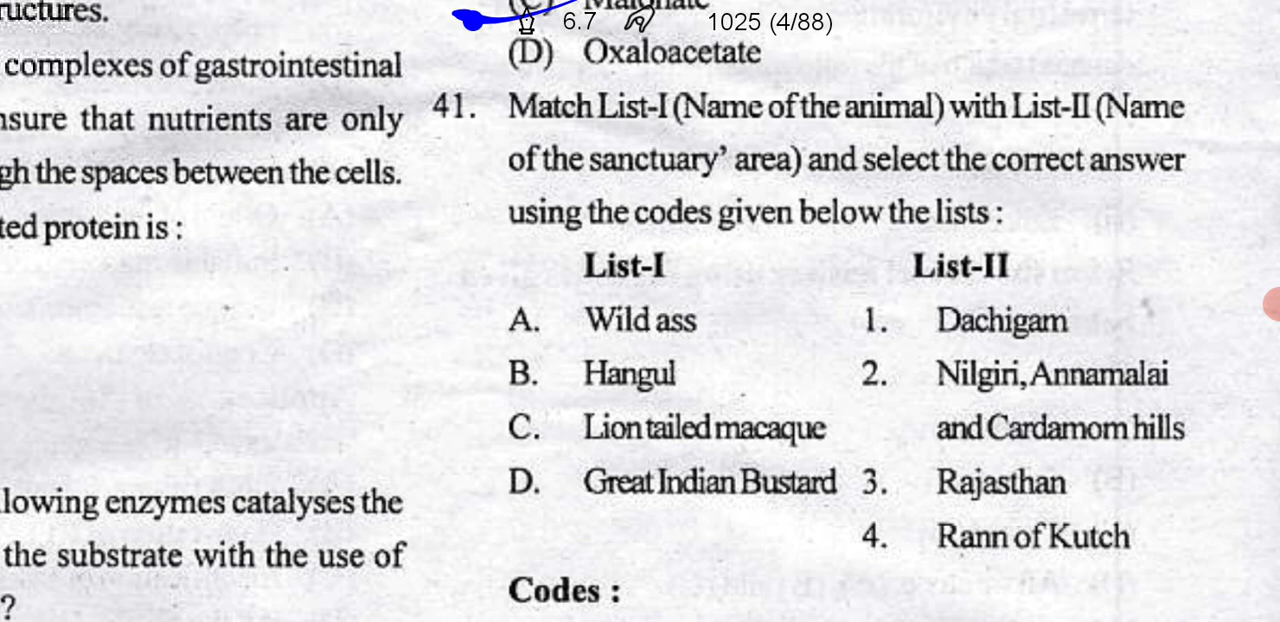 ructures.
complexes of gastrointestinal
nsure that nutrients are only
gh the spaces between the cells.
ted protein is :
lowing enzymes catalyses the
the substrate with the use of
?
(C) Malonate
6.7 1025 (4/88)
(D) Oxaloacetate
41. Match List-I (Name of the animal) with List-II (Name
of the sanctuary' area) and select the correct answer
using the codes given below the lists :
List-I List-II
A. Wild ass 1. Dachigam
B. Hangul 2. Nilgiri, Annamalai
C. Lion tailed macaque and Cardamom hills
D. Great Indian Bustard 3. Rajasthan
4. Rann of Kutch
Codes :